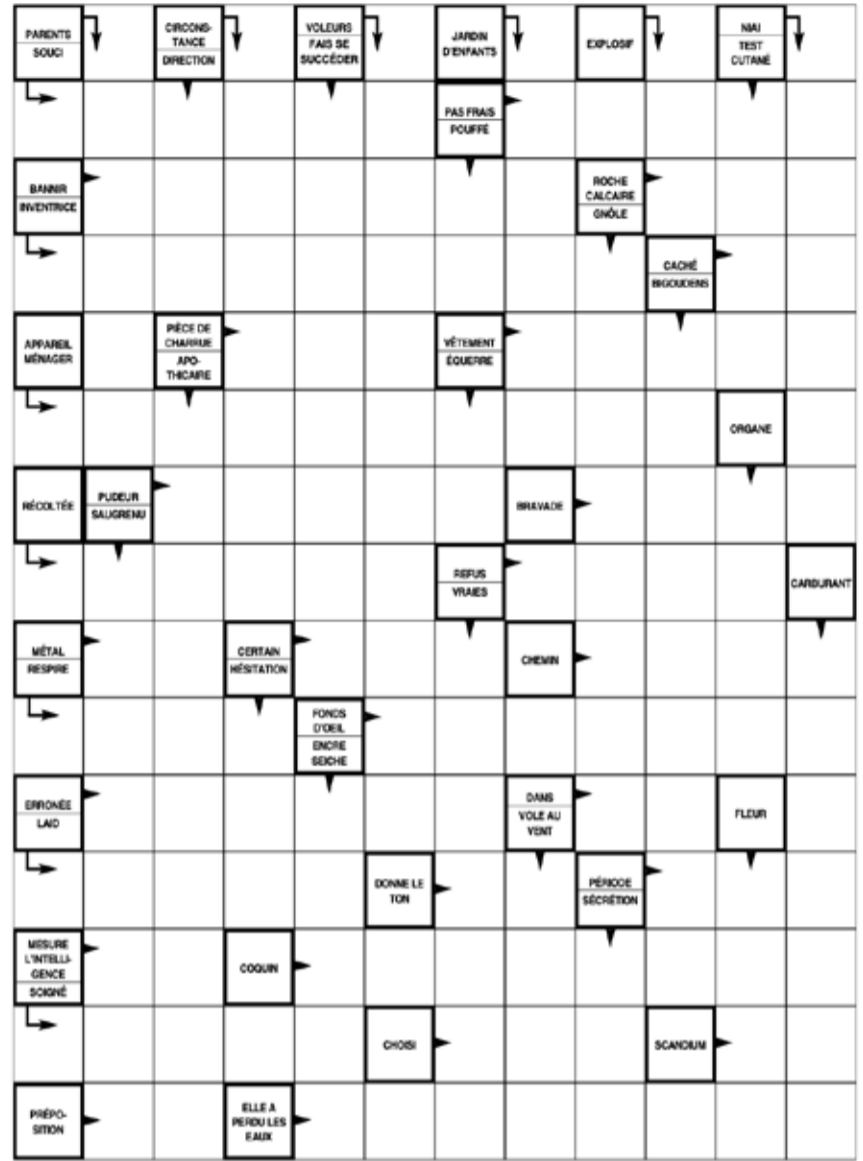 PARENTS
SOUCI
CIRCONS-
TANCE
DIRECTION
VOLEURS
FAIS SE
SUCCÉDER
JARDIN
D'ENFANTS
EXPLOSIF
NIAI
TEST
CUTANÉ
PAS FRAIS
POUFFÉ
BANNIR
INVENTRICE
ROCHE
CALCAIRE
GNÔLE
CACHÉ
BIGOUDENS
APPAREIL
MÉNAGER
PIÈCE DE
CHARRUE
APO-
THICAIRE
VÊTEMENT
ÉQUERRE
ORGANE
RÉCOLTÉE
PUDEUR
SAUGRENU
BRAVADE
REFUS
VRAIES
CARBURANT
MÉTAL
RESPIRE
CERTAIN
HÉSITATION
CHEMIN
FONDS
D'OEIL
ENCRE
SEICHE
ERRONÉE
LAID
DANS
VOLE AU
VENT
FLEUR
DONNE LE
TON
PÉRIODE
SÉCRÉTION
MESURE
L'INTELLI-
GENCE
SOIGNÉ
COQUIN
CHOISI
SCANDIUM
PRÉPO-
SITION
ELLE A
PERDU LES
EAUX